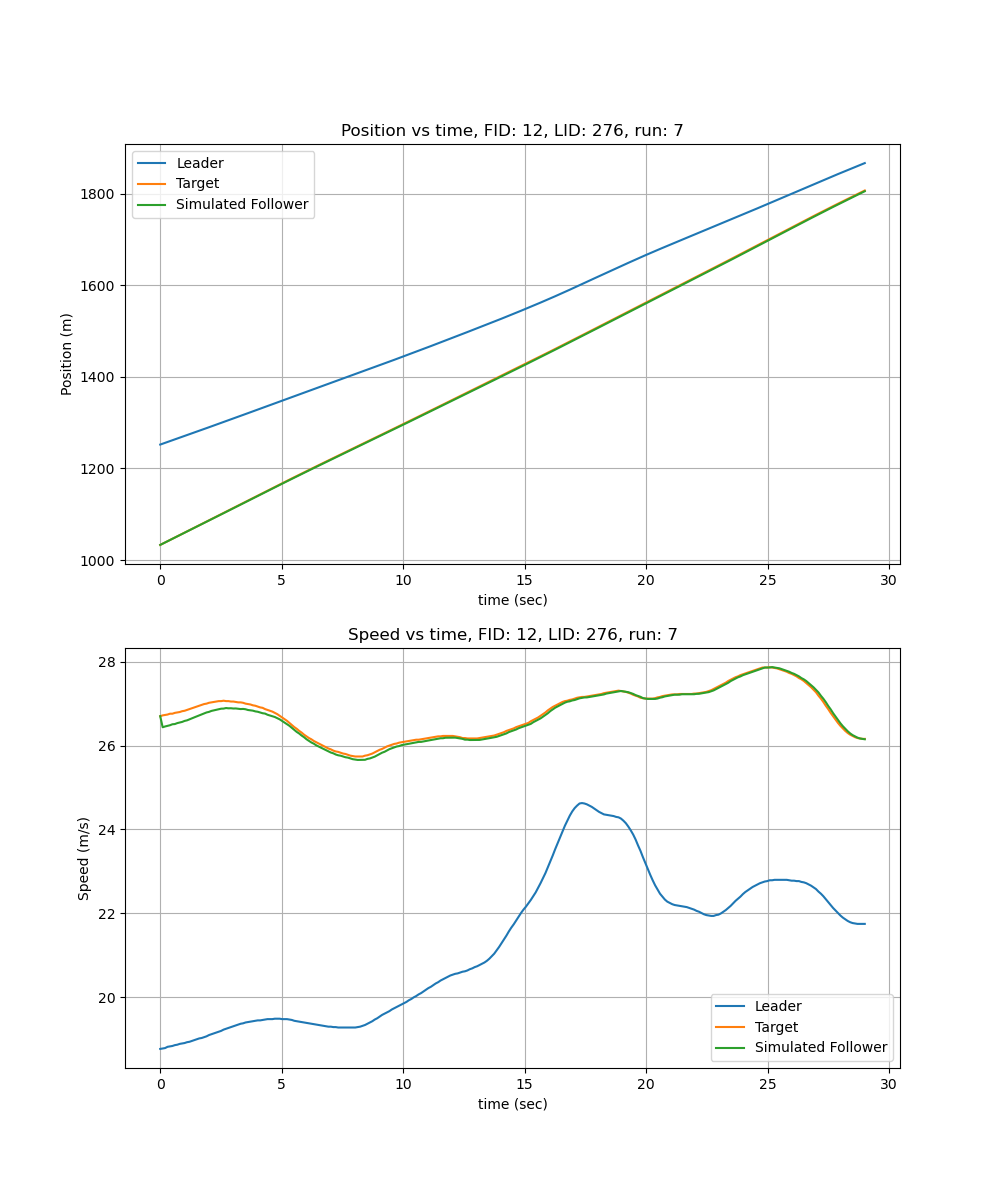 Position vs time, FID: 12, LID: 276, run: 7
Leader
Target
Simulated Follower
Position (m)
1800
1600
1400
1200
1000
0 5 10 15 20 25 30
time (sec)
Speed vs time, FID: 12, LID: 276, run: 7
28
26
24
22
20
Speed (m/s)
Leader
Target
Simulated Follower
0 5 10 15 20 25 30
time (sec)